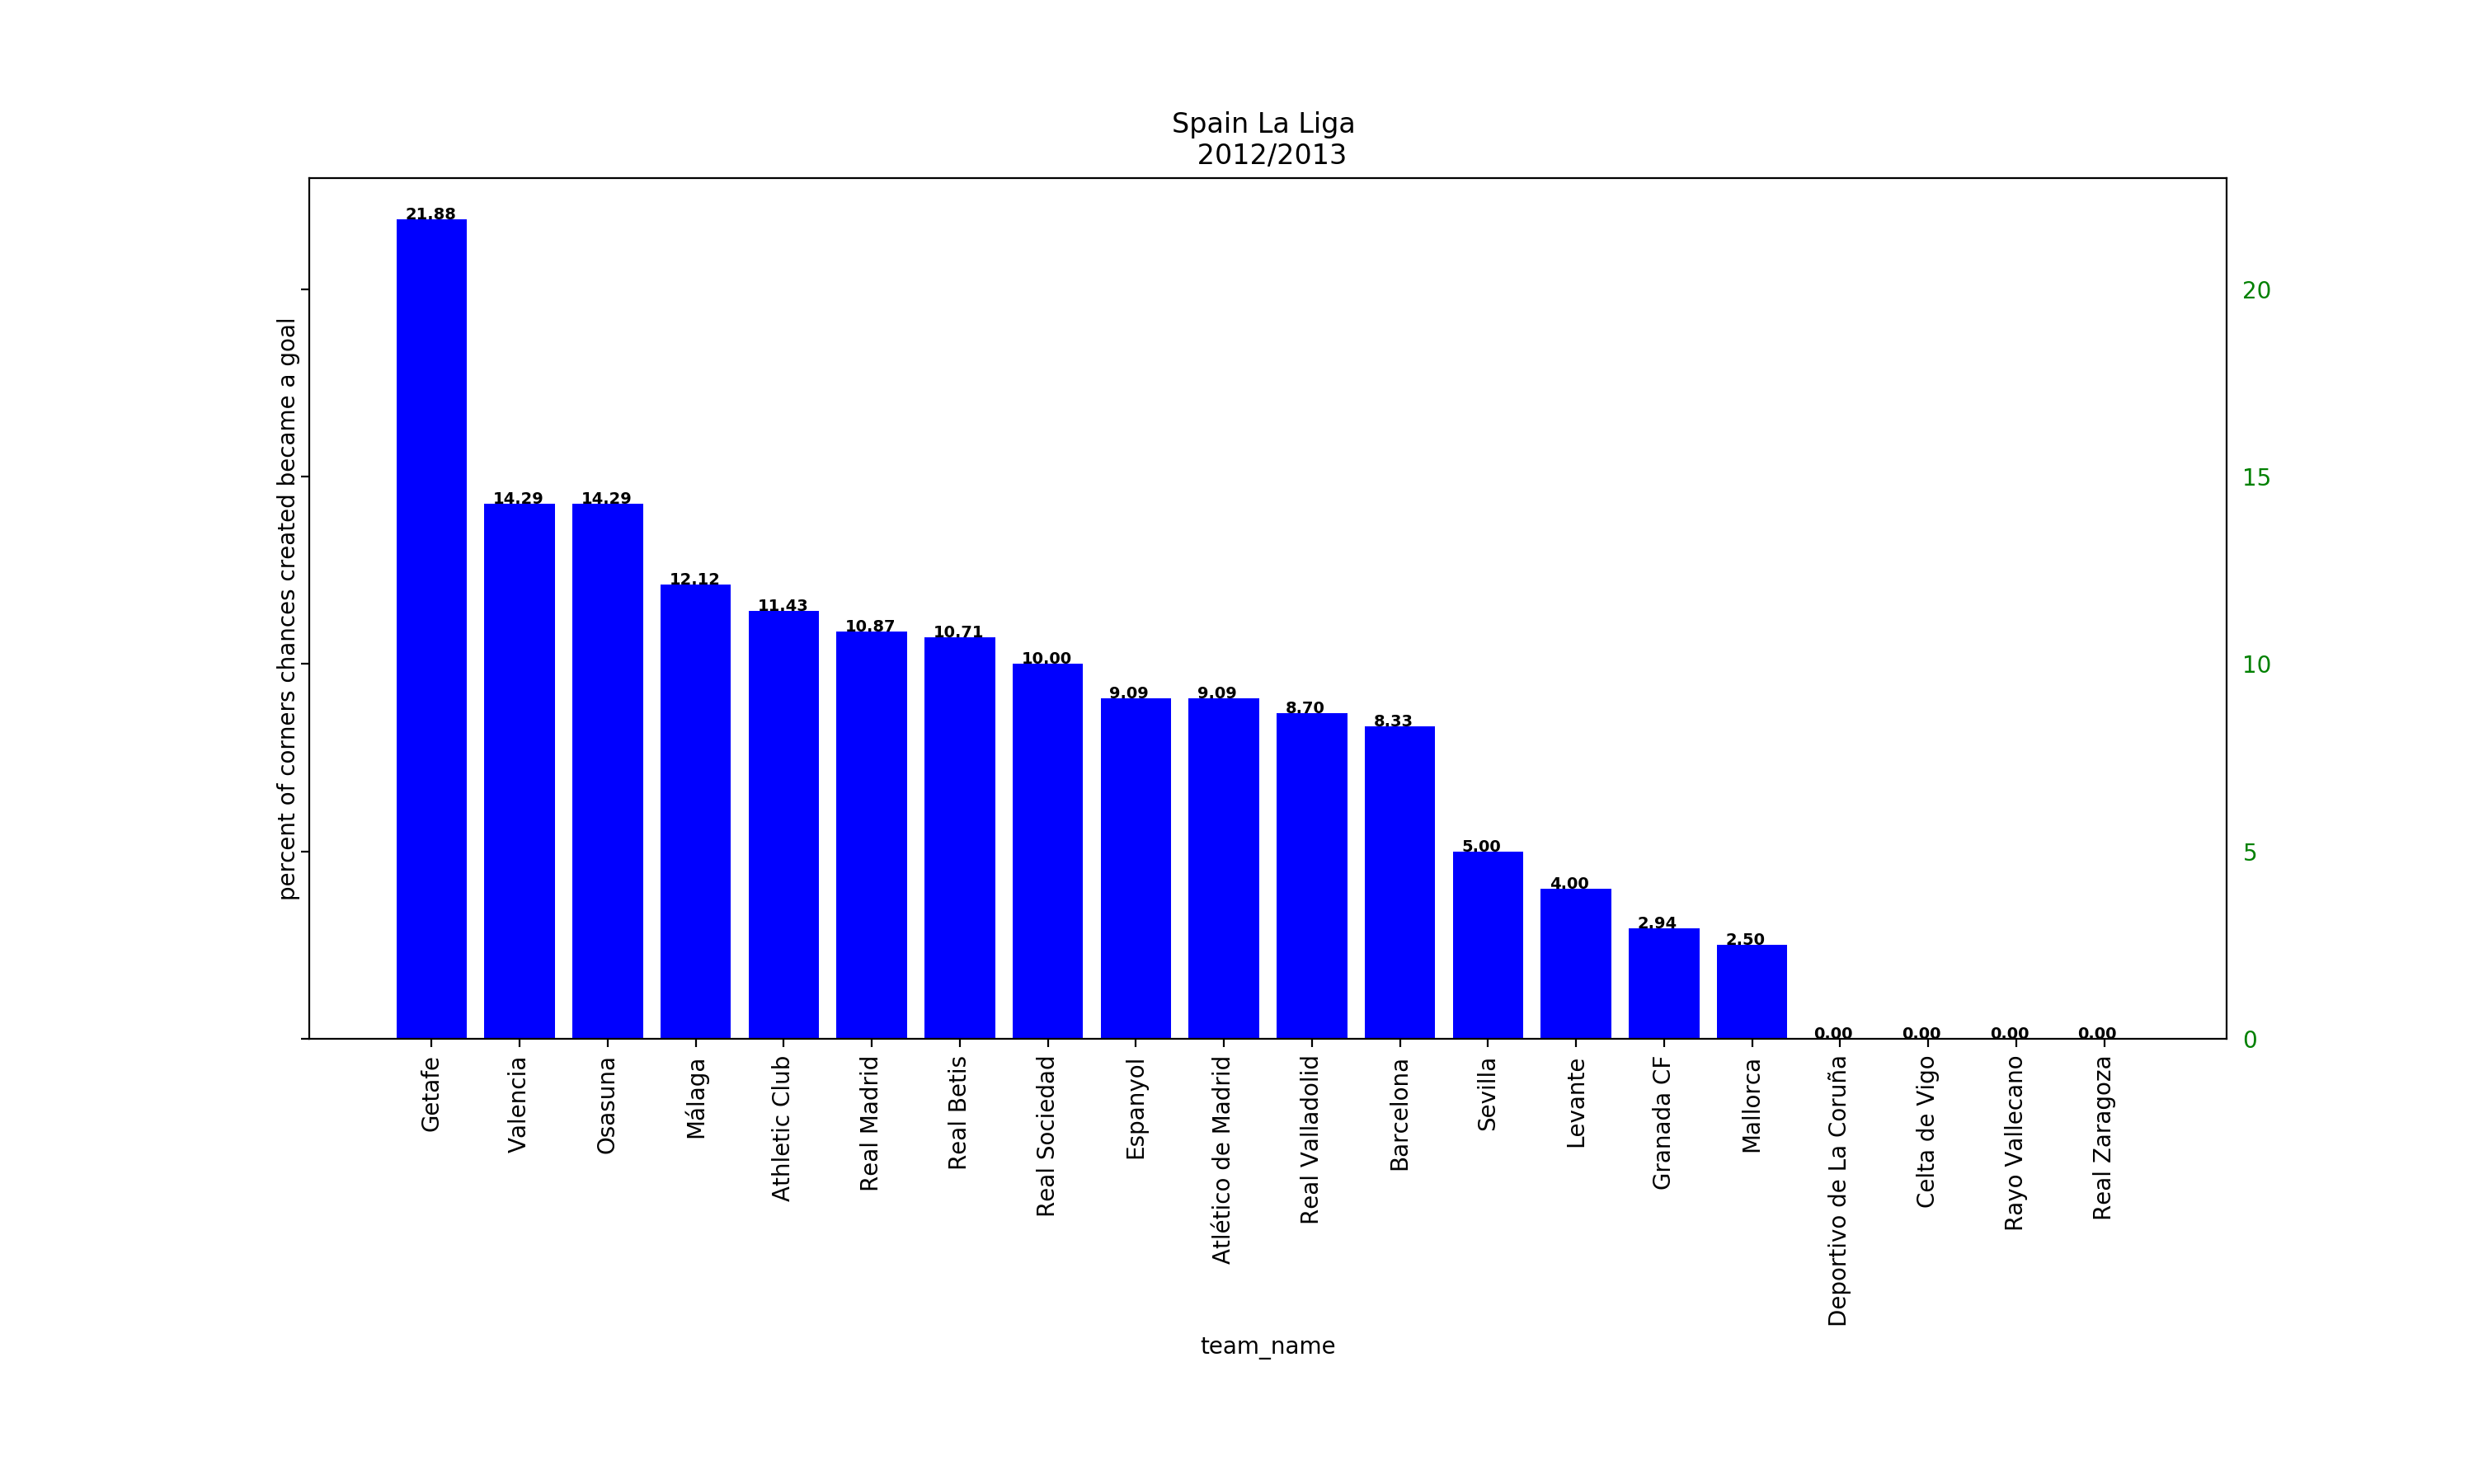 Spain La Liga
2012/2013
percent of corners chances created became a goal
21.88
14.29
14.29
12.12
11.43
10.87
10.71
10.00
9.09
9.09
8.70
8.33
5.00
4.00
2.94
2.50
0.00
0.00
0.00
0.00
20
15
10
5
0
Getafe
Valencia
Osasuna
Málaga
Athletic Club
Real Madrid
Real Betis
Real Sociedad
Espanyol
Atlético de Madrid
Real Valladolid
Barcelona
Sevilla
Levante
Granada CF
Mallorca
Deportivo de La Coruña
Celta de Vigo
Rayo Vallecano
Real Zaragoza
team_name